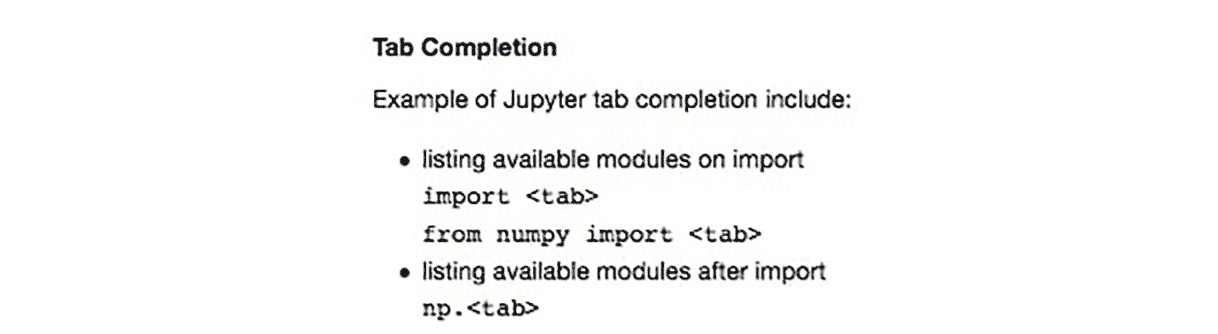 Tab Completion
Example of Jupyter tab completion include:
• listing available modules on import
import <tab>
from numpy import <tab>
• listing available modules after import
np.<tab>